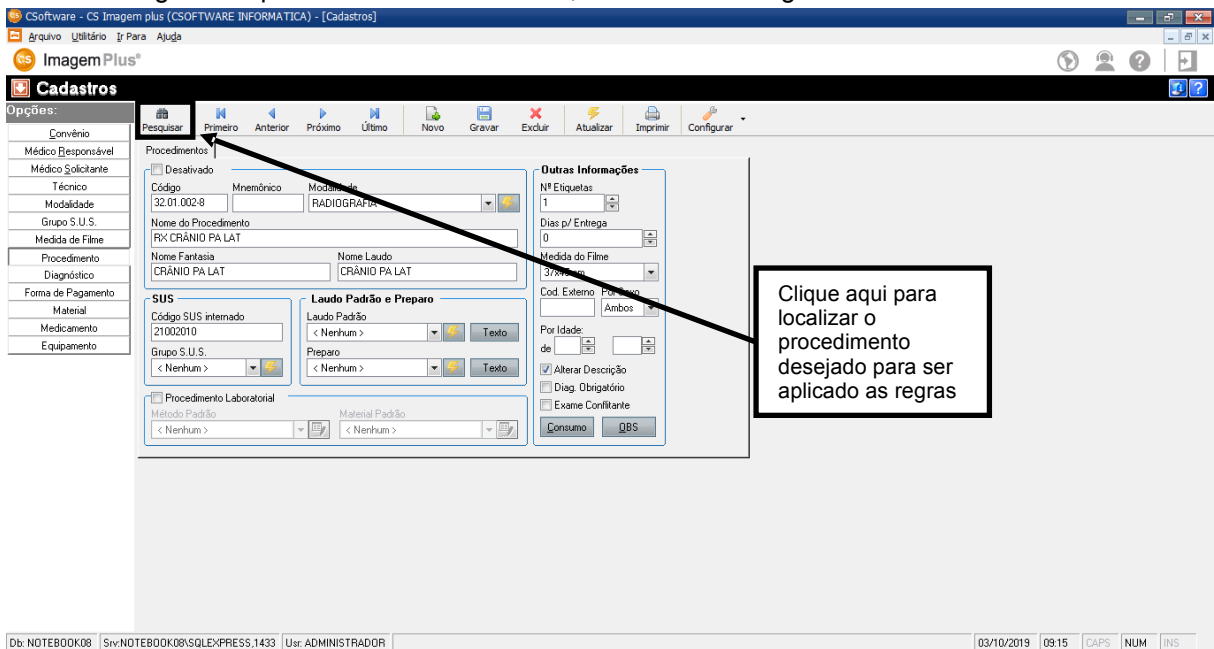 CSoftware - CS Imagem plus (CSOFTWARE INFORMATICA) - [Cadastros]
Arquivo Utilitário Ir Para Ajuda
cs ImagemPlus®
Cadastros
Opções:
Convênio
Médico Responsável
Médico Solicitante
Técnico
Modalidade
Grupo S.U.S.
Medida de Filme
Procedimento
Diagnóstico
Forma de Pagamento
Material
Medicamento
Equipamento
Pesquisar Primeiro Anterior Próximo Último Novo Gravar Excluir Atualizar Imprimir Configurar
Procedimentos
Desativado
Código Mnemônico Modalidade
32.01.002-8 RADIOGRAFIA
Nome do Procedimento
RX CRÂNIO PA LAT
Nome Fantasia Nome Laudo
CRÂNIO PA LAT CRÂNIO PA LAT
SUS
Código SUS internado
21002010
Grupo S.U.S.
< Nenhum >
Laudo Padrão e Preparo
Laudo Padrão
< Nenhum > Texto
Preparo
< Nenhum > Texto
Procedimento Laboratorial
Método Padrão Material Padrão
< Nenhum > < Nenhum >
Outras Informações
Nº Etiquetas
1
Dias p/ Entrega
0
Medida do Filme
Cod. Externo Por Sexo
Ambos
Por Idade:
de
Alterar Descrição
Diag. Obrigatório
Exame Conflitante
Consumo OBS
Clique aqui para
localizar o
procedimento
desejado para ser
aplicado as regras
Db: NOTEBOOK08 Srv:NOTEBOOK08\SQLEXPRESS,1433 Usr: ADMINISTRADOR 03/10/2019 09:15 CAPS NUM INS